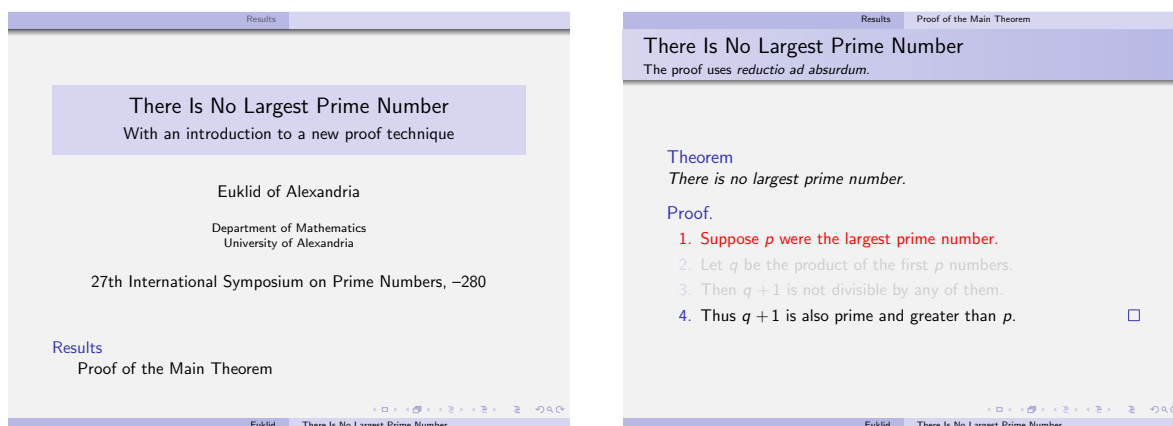 Results
There Is No Largest Prime Number
With an introduction to a new proof technique
Euklid of Alexandria
Department of Mathematics
University of Alexandria
27th International Symposium on Prime Numbers, –280
Results
Proof of the Main Theorem
Euklid There Is No Largest Prime Number
Results Proof of the Main Theorem
There Is No Largest Prime Number
The proof uses reductio ad absurdum.
Theorem
There is no largest prime number.
Proof.
1. Suppose p were the largest prime number.
2. Let q be the product of the first p numbers.
3. Then q + 1 is not divisible by any of them.
4. Thus q + 1 is also prime and greater than p. □
Euklid There Is No Largest Prime Number